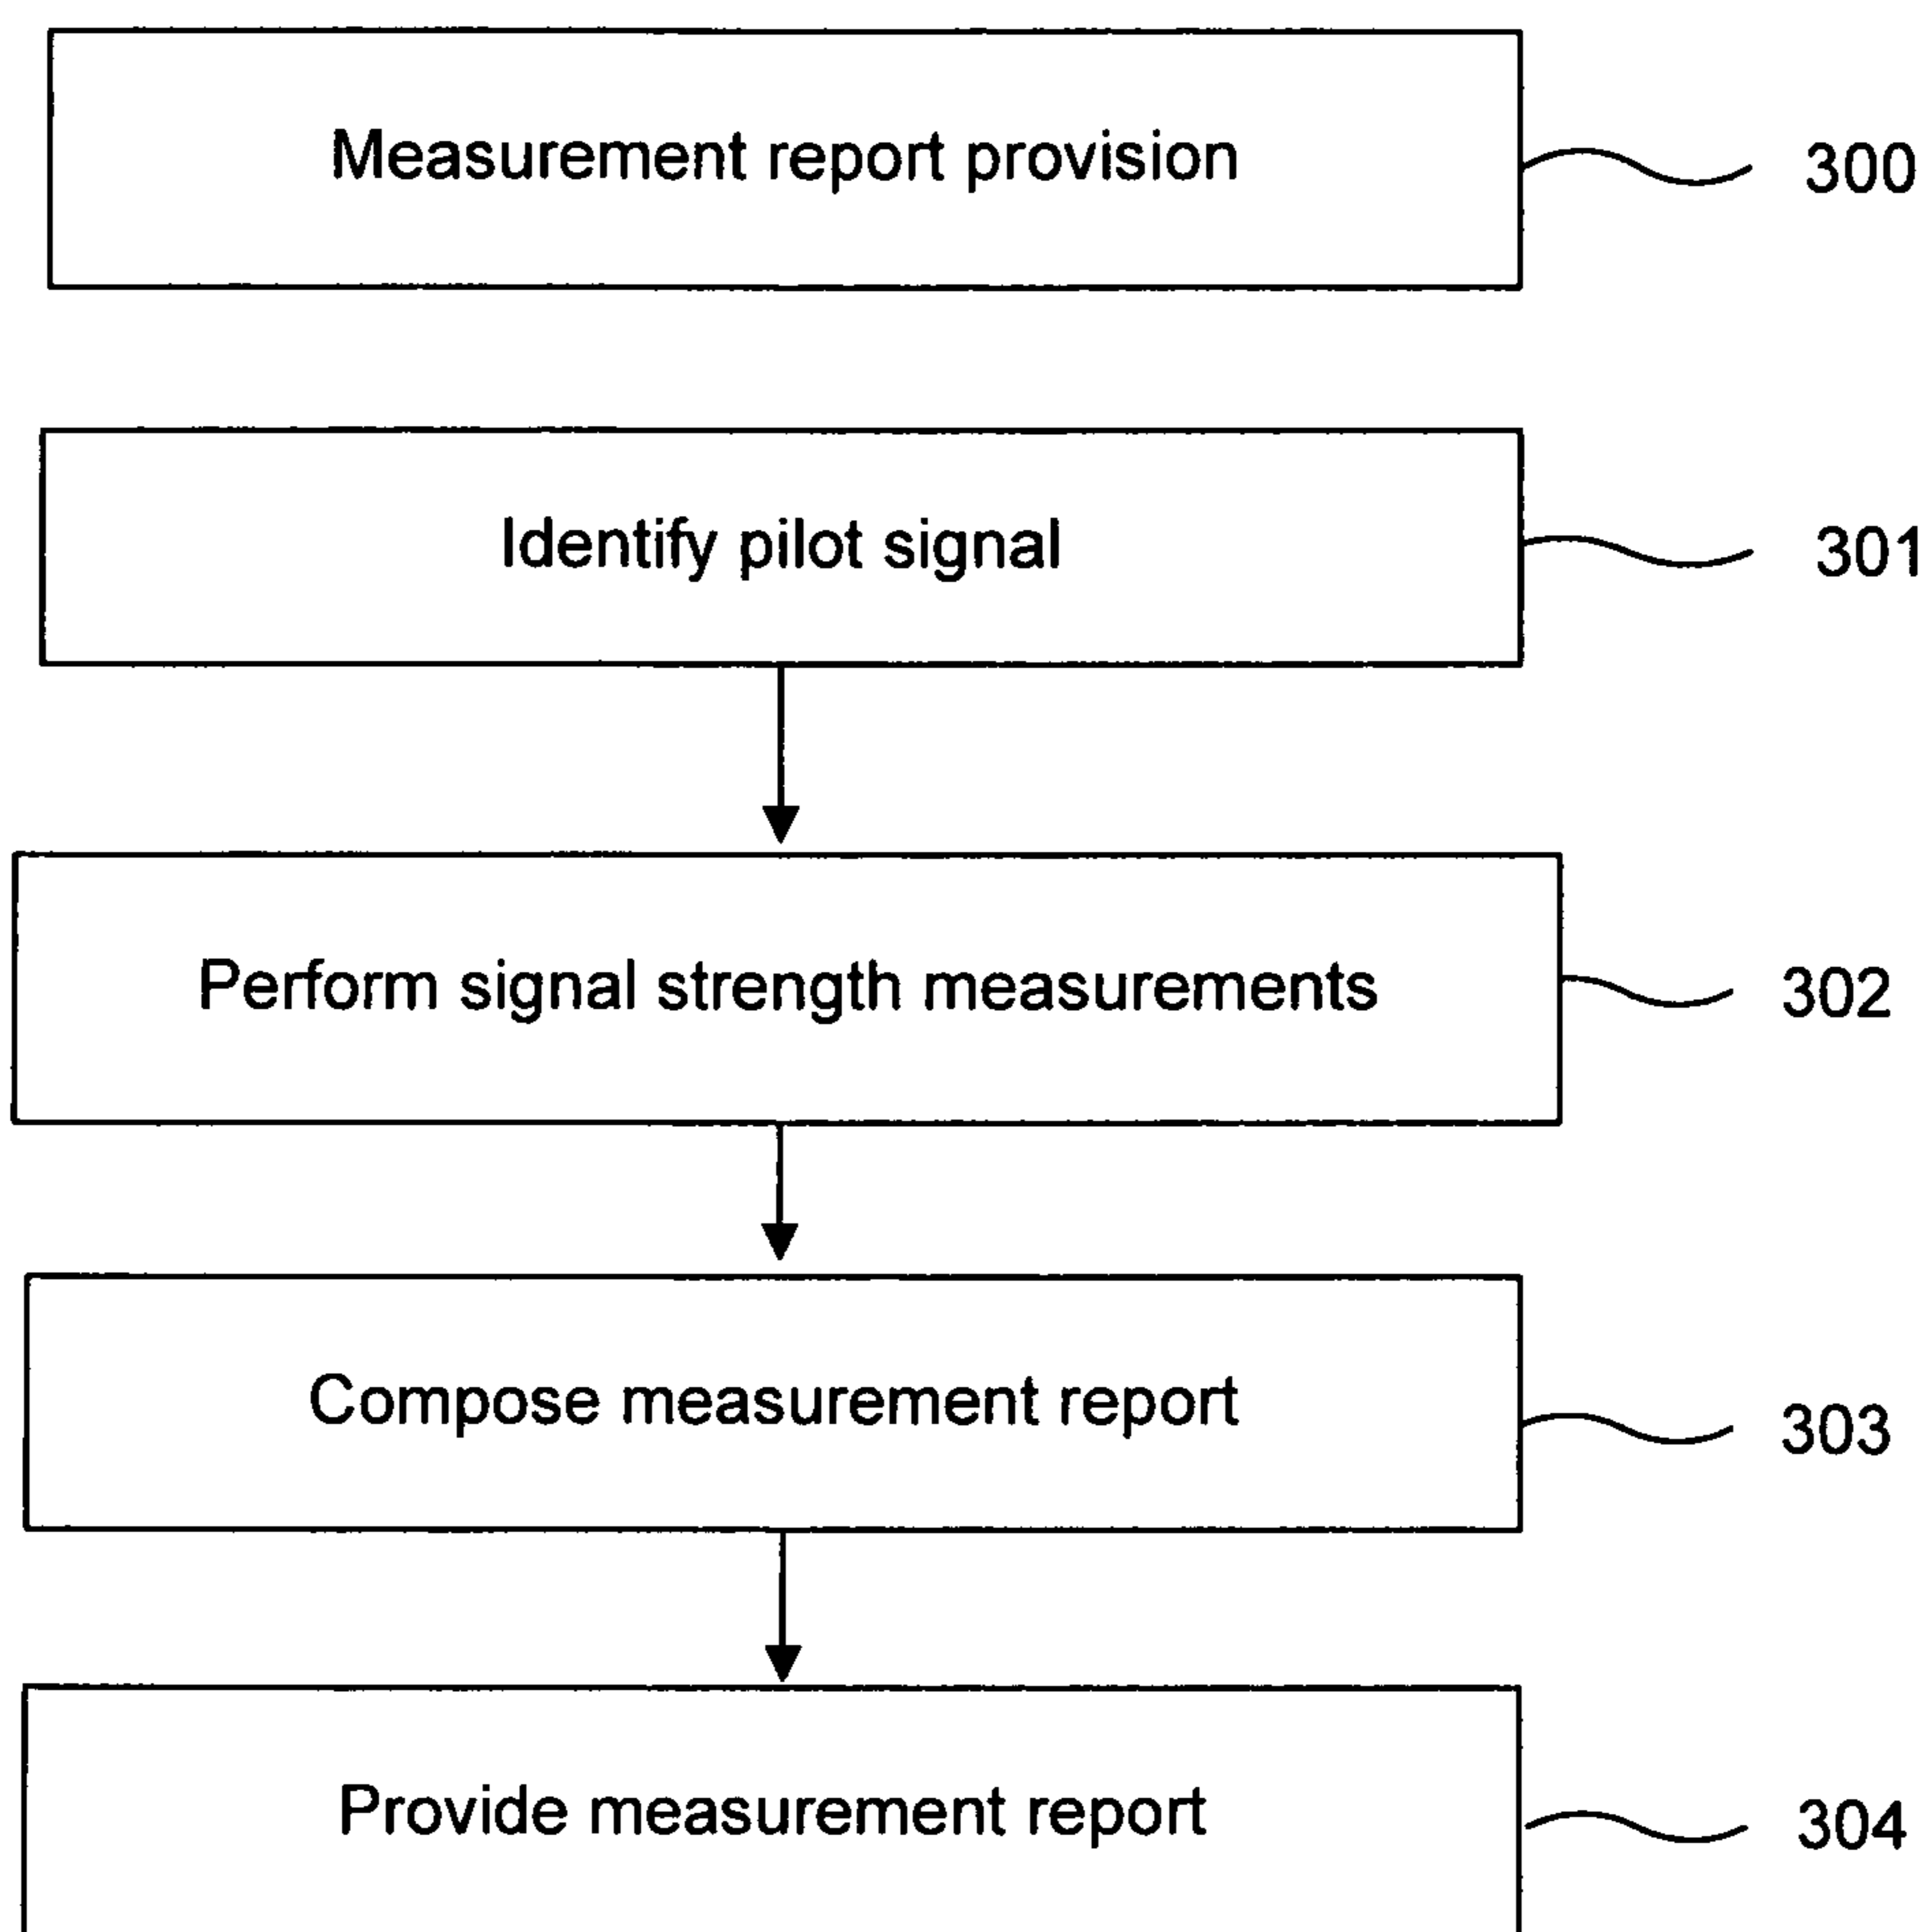 Measurement report provision 300
Identify pilot signal 301
Perform signal strength measurements 302
Compose measurement report 303
Provide measurement report 304